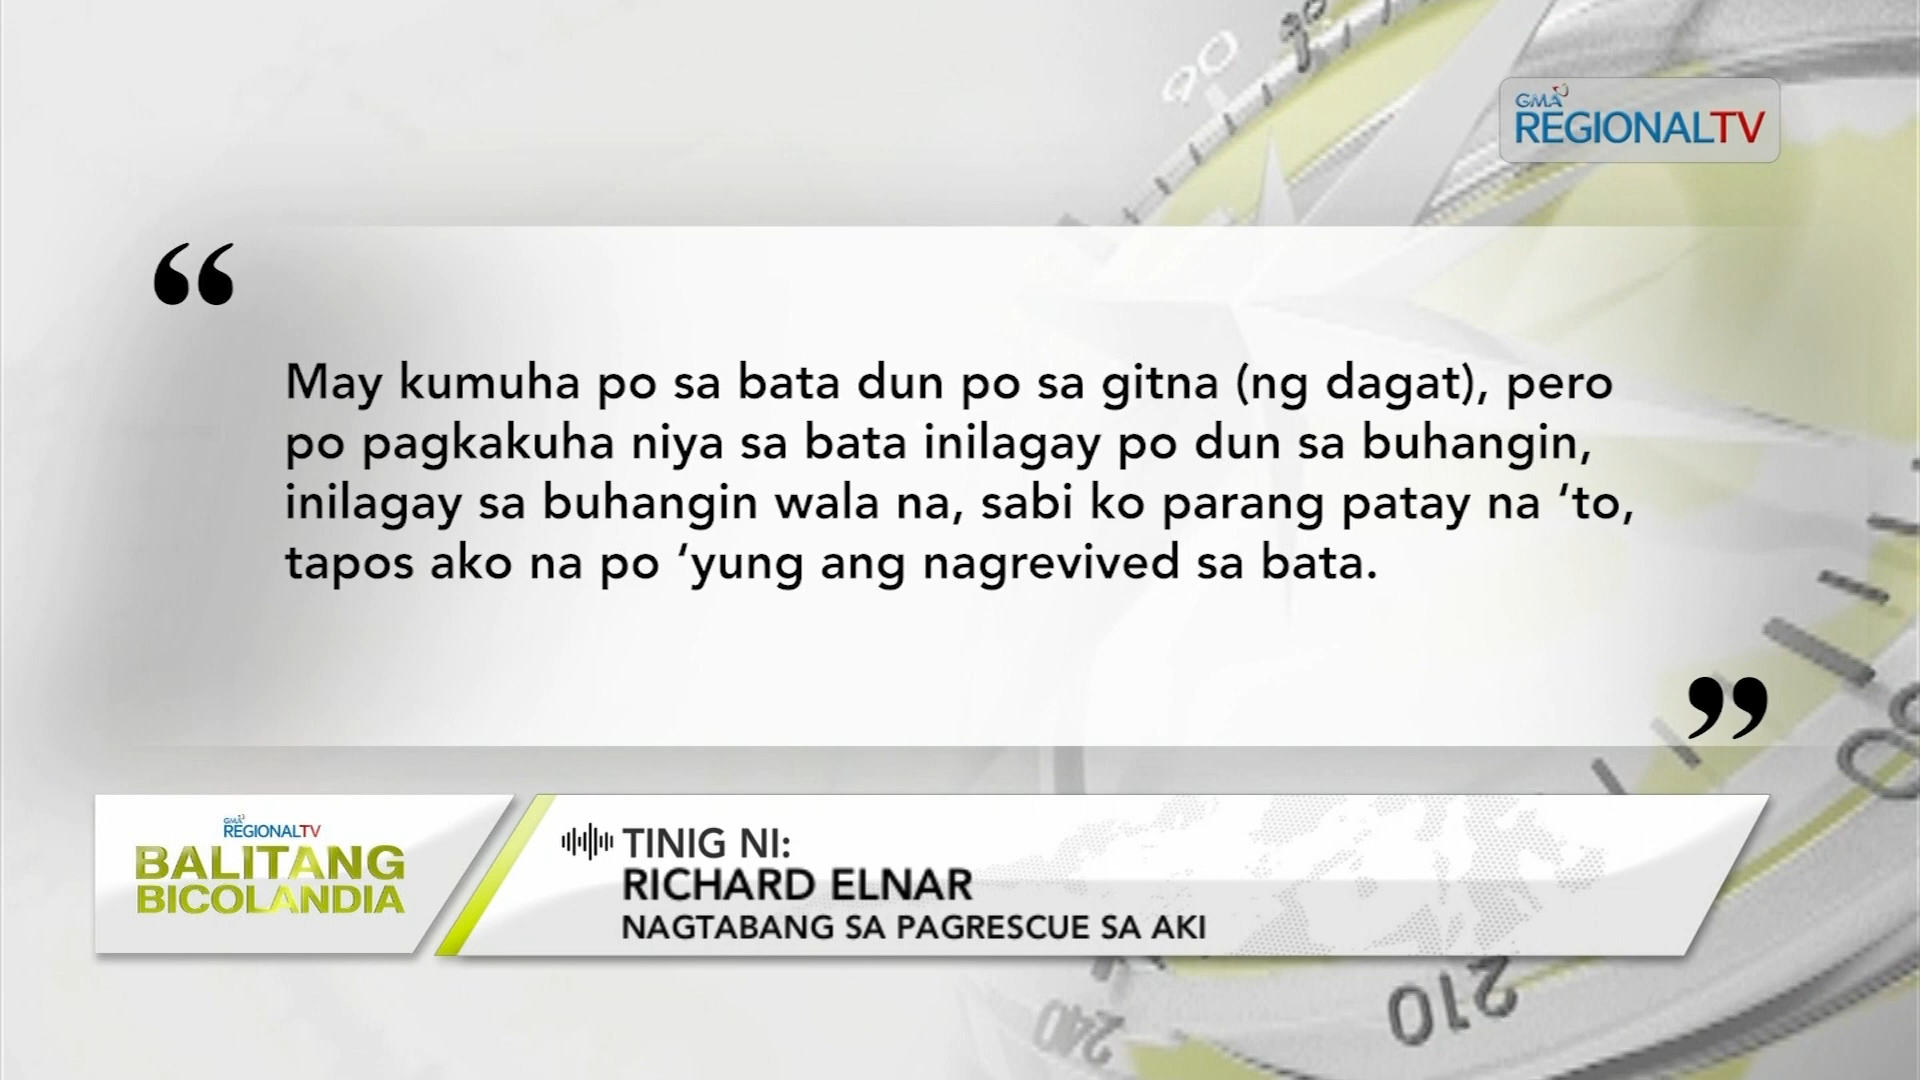 90
GMA
REGIONALTV
“
May kumuha po sa bata dun po sa gitna (ng dagat), pero
po pagkakuha niya sa bata inilagay po dun sa buhangin,
inilagay sa buhangin wala na, sabi ko parang patay na ‘to,
tapos ako na po ‘yung ang nagrevived sa bata.
”
GMA
REGIONALTV
BALITANG
BICOLANDIA
TINIG NI:
RICHARD ELNAR
NAGTABANG SA PAGRESCUE SA AKI
210
240